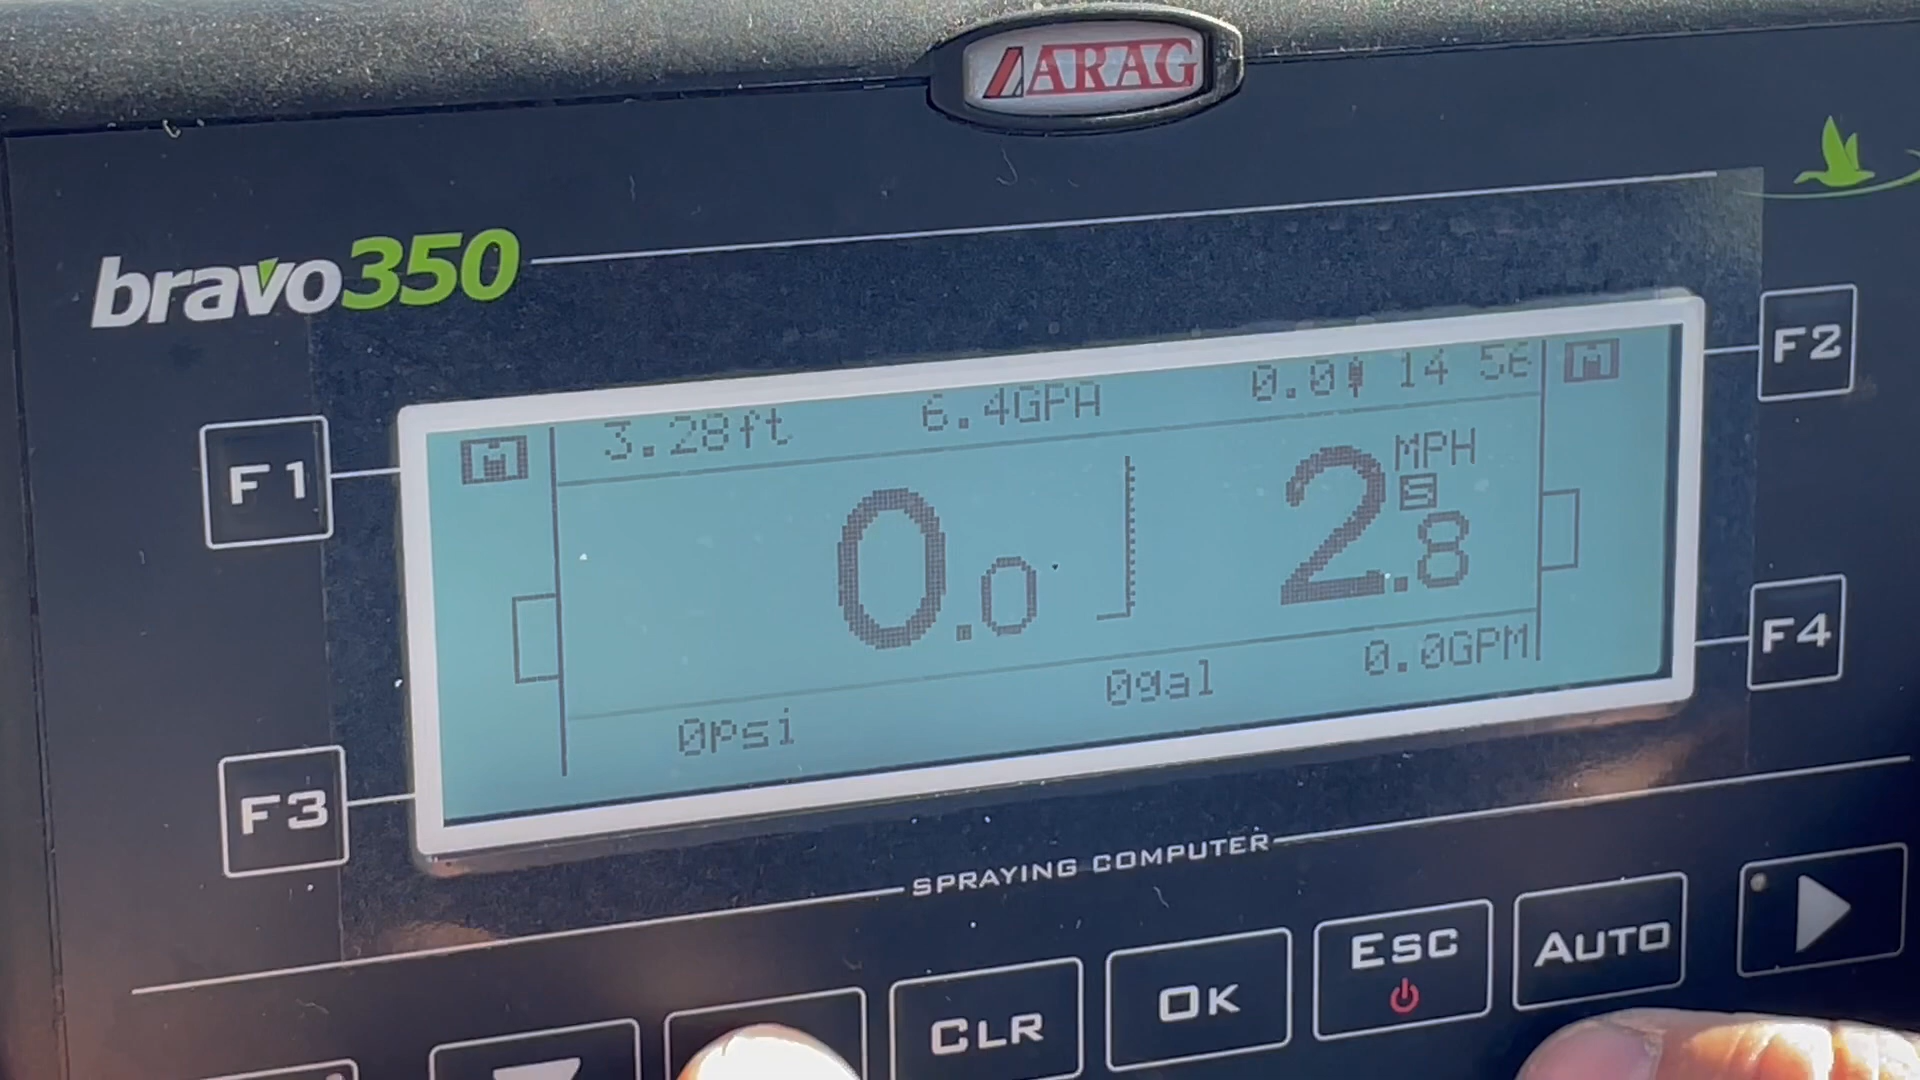 ARAG
bravo350
F1
F2
F3
F4
3.28ft 6.4GPA 0.0 14 56
M
M
0.0
2.8 MPH
S
0psi 0gal 0.0GPM
SPRAYING COMPUTER
CLR OK ESC AUTO